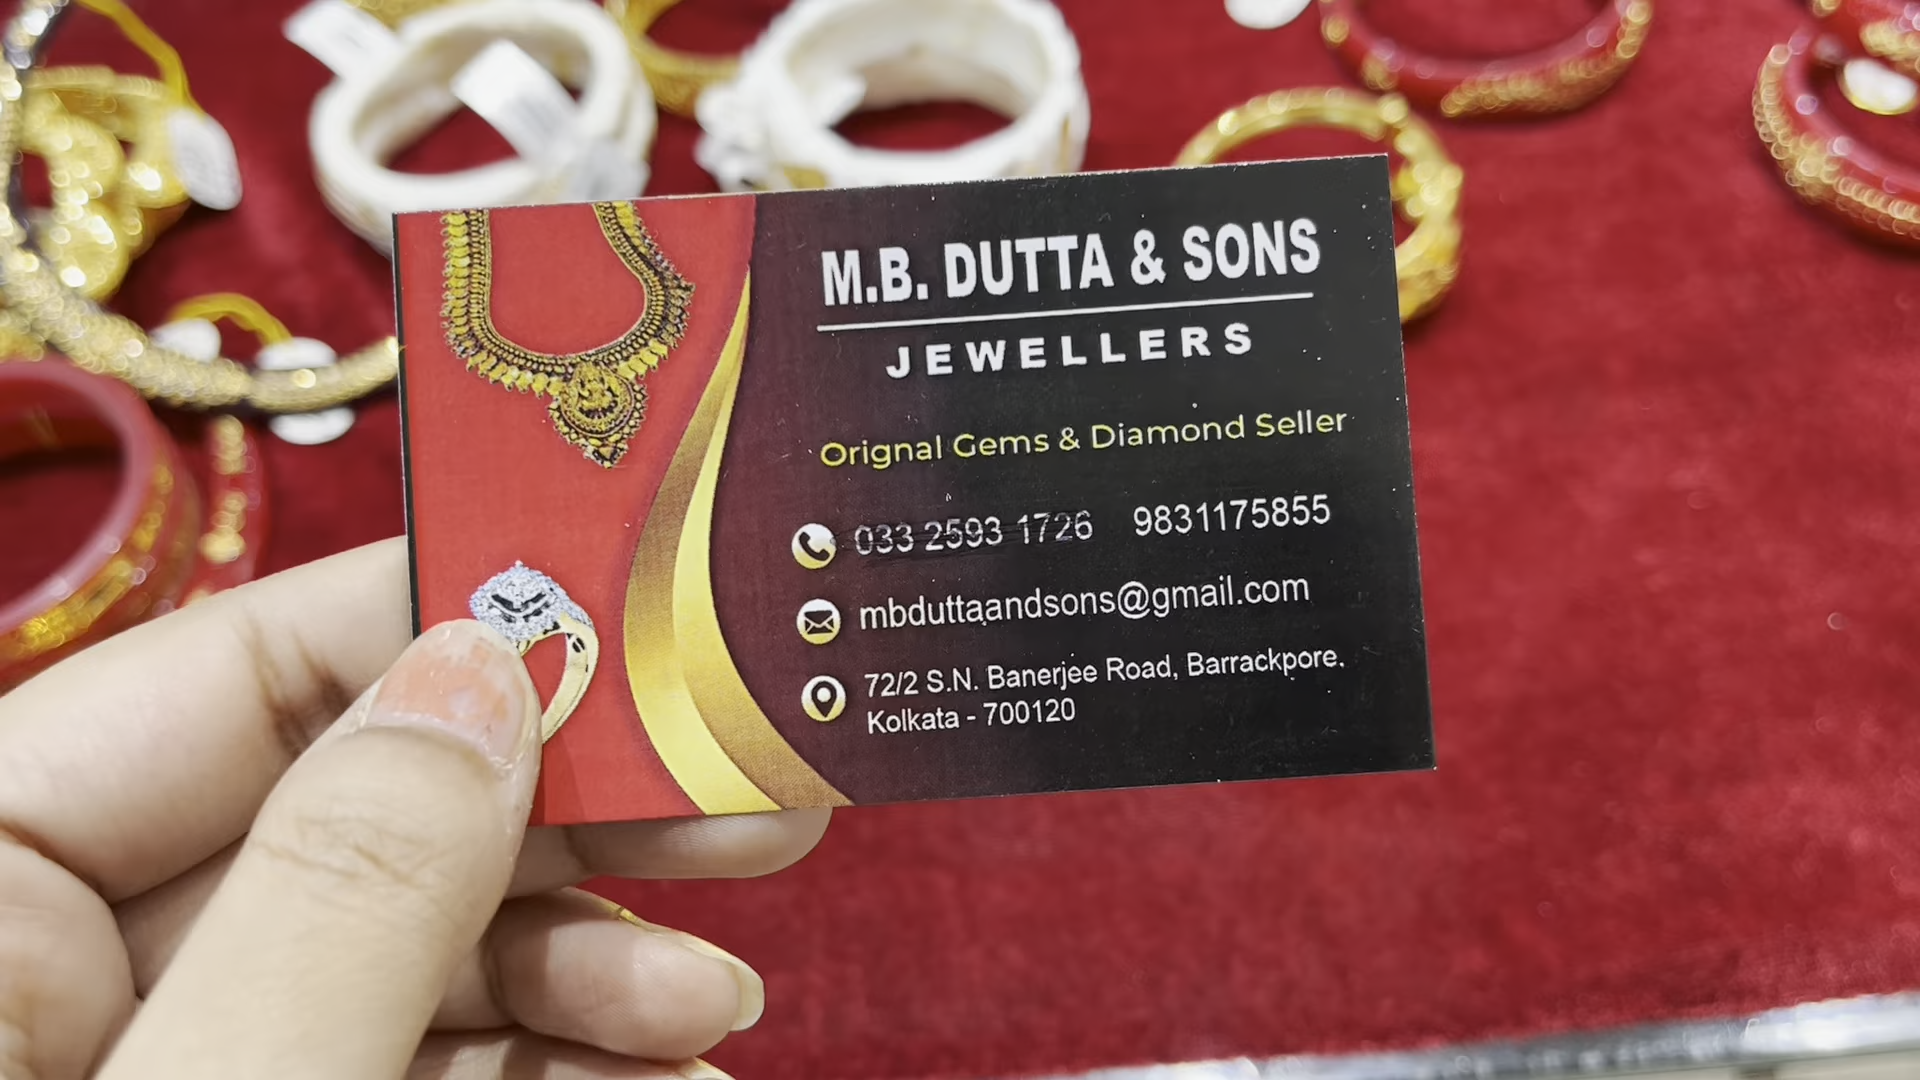 M.B. DUTTA & SONS
JEWELLERS
Orignal Gems & Diamond Seller
033 2593 1726 9831175855
mbduttaandsons@gmail.com
72/2 S.N. Banerjee Road, Barrackpore.
Kolkata - 700120